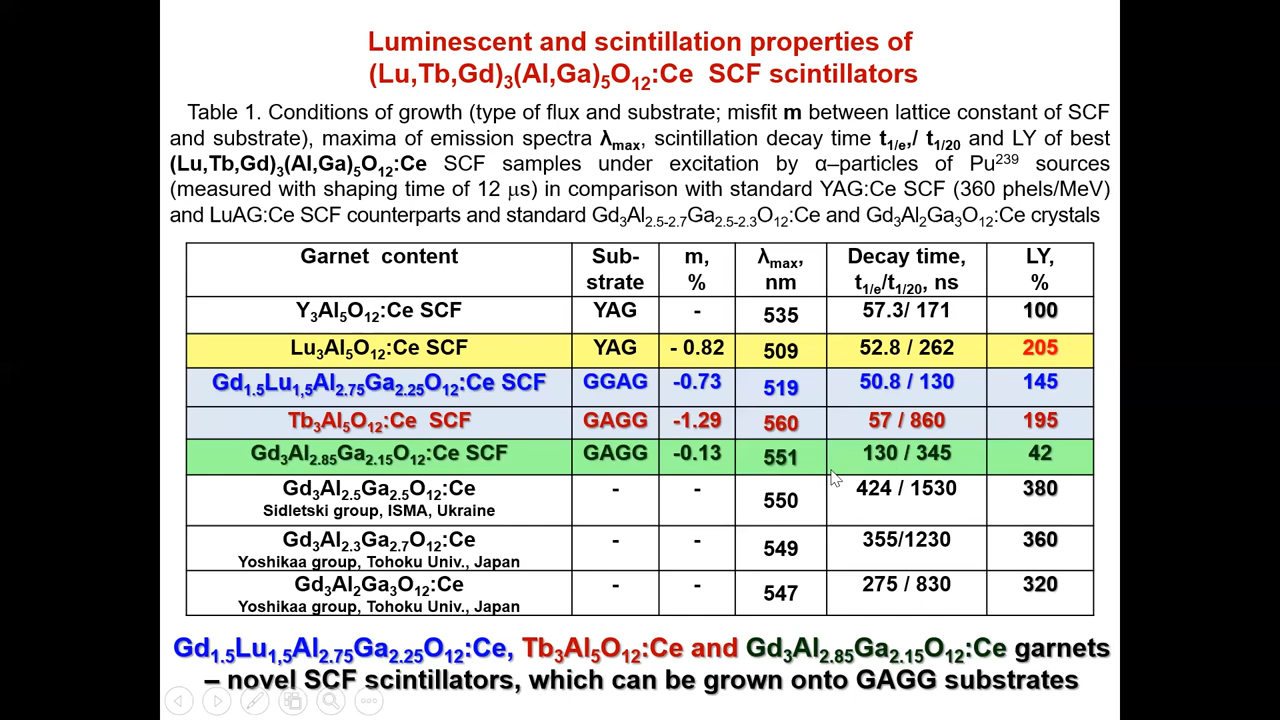 Luminescent and scintillation properties of
(Lu,Tb,Gd)₃(Al,Ga)₅O₁₂:Ce SCF scintillators
Table 1. Conditions of growth (type of flux and substrate; misfit m between lattice constant of SCF
and substrate), maxima of emission spectra λmax, scintillation decay time t1/e,/ t1/20 and LY of best
(Lu,Tb,Gd)₃(Al,Ga)₅O₁₂:Ce SCF samples under excitation by α–particles of Pu²³⁹ sources
(measured with shaping time of 12 μs) in comparison with standard YAG:Ce SCF (360 phels/MeV)
and LuAG:Ce SCF counterparts and standard Gd₃Al2.5-2.7Ga2.5-2.3O₁₂:Ce and Gd₃Al₂Ga₃O₁₂:Ce crystals
Garnet content Sub-strate m, % λmax, nm Decay time, t1/e/t1/20, ns LY, %
Y₃Al₅O₁₂:Ce SCF YAG - 535 57.3/ 171 100
Lu₃Al₅O₁₂:Ce SCF YAG - 0.82 509 52.8 / 262 205
Gd1.5Lu1,5Al2.75Ga2.25O₁₂:Ce SCF GGAG -0.73 519 50.8 / 130 145
Tb₃Al₅O₁₂:Ce SCF GAGG -1.29 560 57 / 860 195
Gd₃Al2.85Ga2.15O₁₂:Ce SCF GAGG -0.13 551 130 / 345 42
Gd₃Al2.5Ga2.5O₁₂:Ce - - 550 424 / 1530 380
Sidletski group, ISMA, Ukraine
Gd₃Al2.3Ga2.7O₁₂:Ce - - 549 355/1230 360
Yoshikaa group, Tohoku Univ., Japan
Gd₃Al₂Ga₃O₁₂:Ce - - 547 275 / 830 320
Yoshikaa group, Tohoku Univ., Japan
Gd1.5Lu1,5Al2.75Ga2.25O₁₂:Ce, Tb₃Al₅O₁₂:Ce and Gd₃Al2.85Ga2.15O₁₂:Ce garnets
– novel SCF scintillators, which can be grown onto GAGG substrates